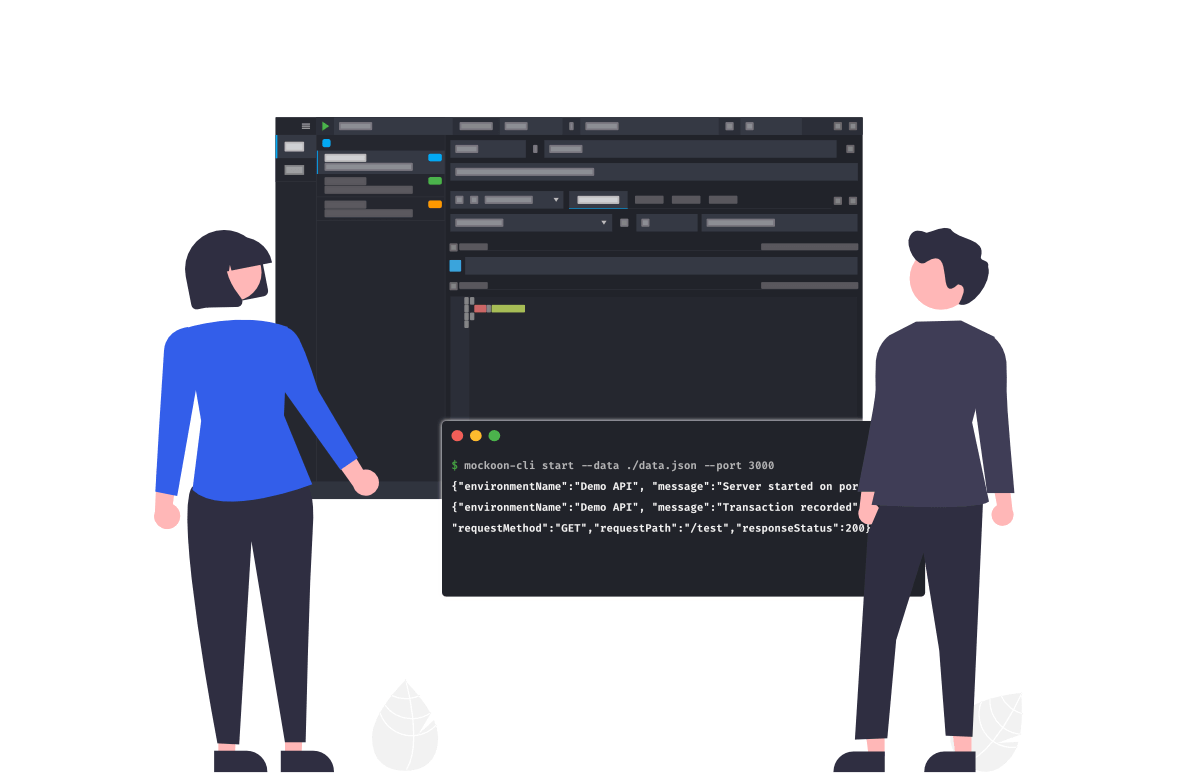 $ mockoon-cli start --data ./data.json --port 3000
{"environmentName":"Demo API", "message":"Server started on por
{"environmentName":"Demo API", "message":"Transaction recorded"
"requestMethod":"GET","requestPath":"/test","responseStatus":200}